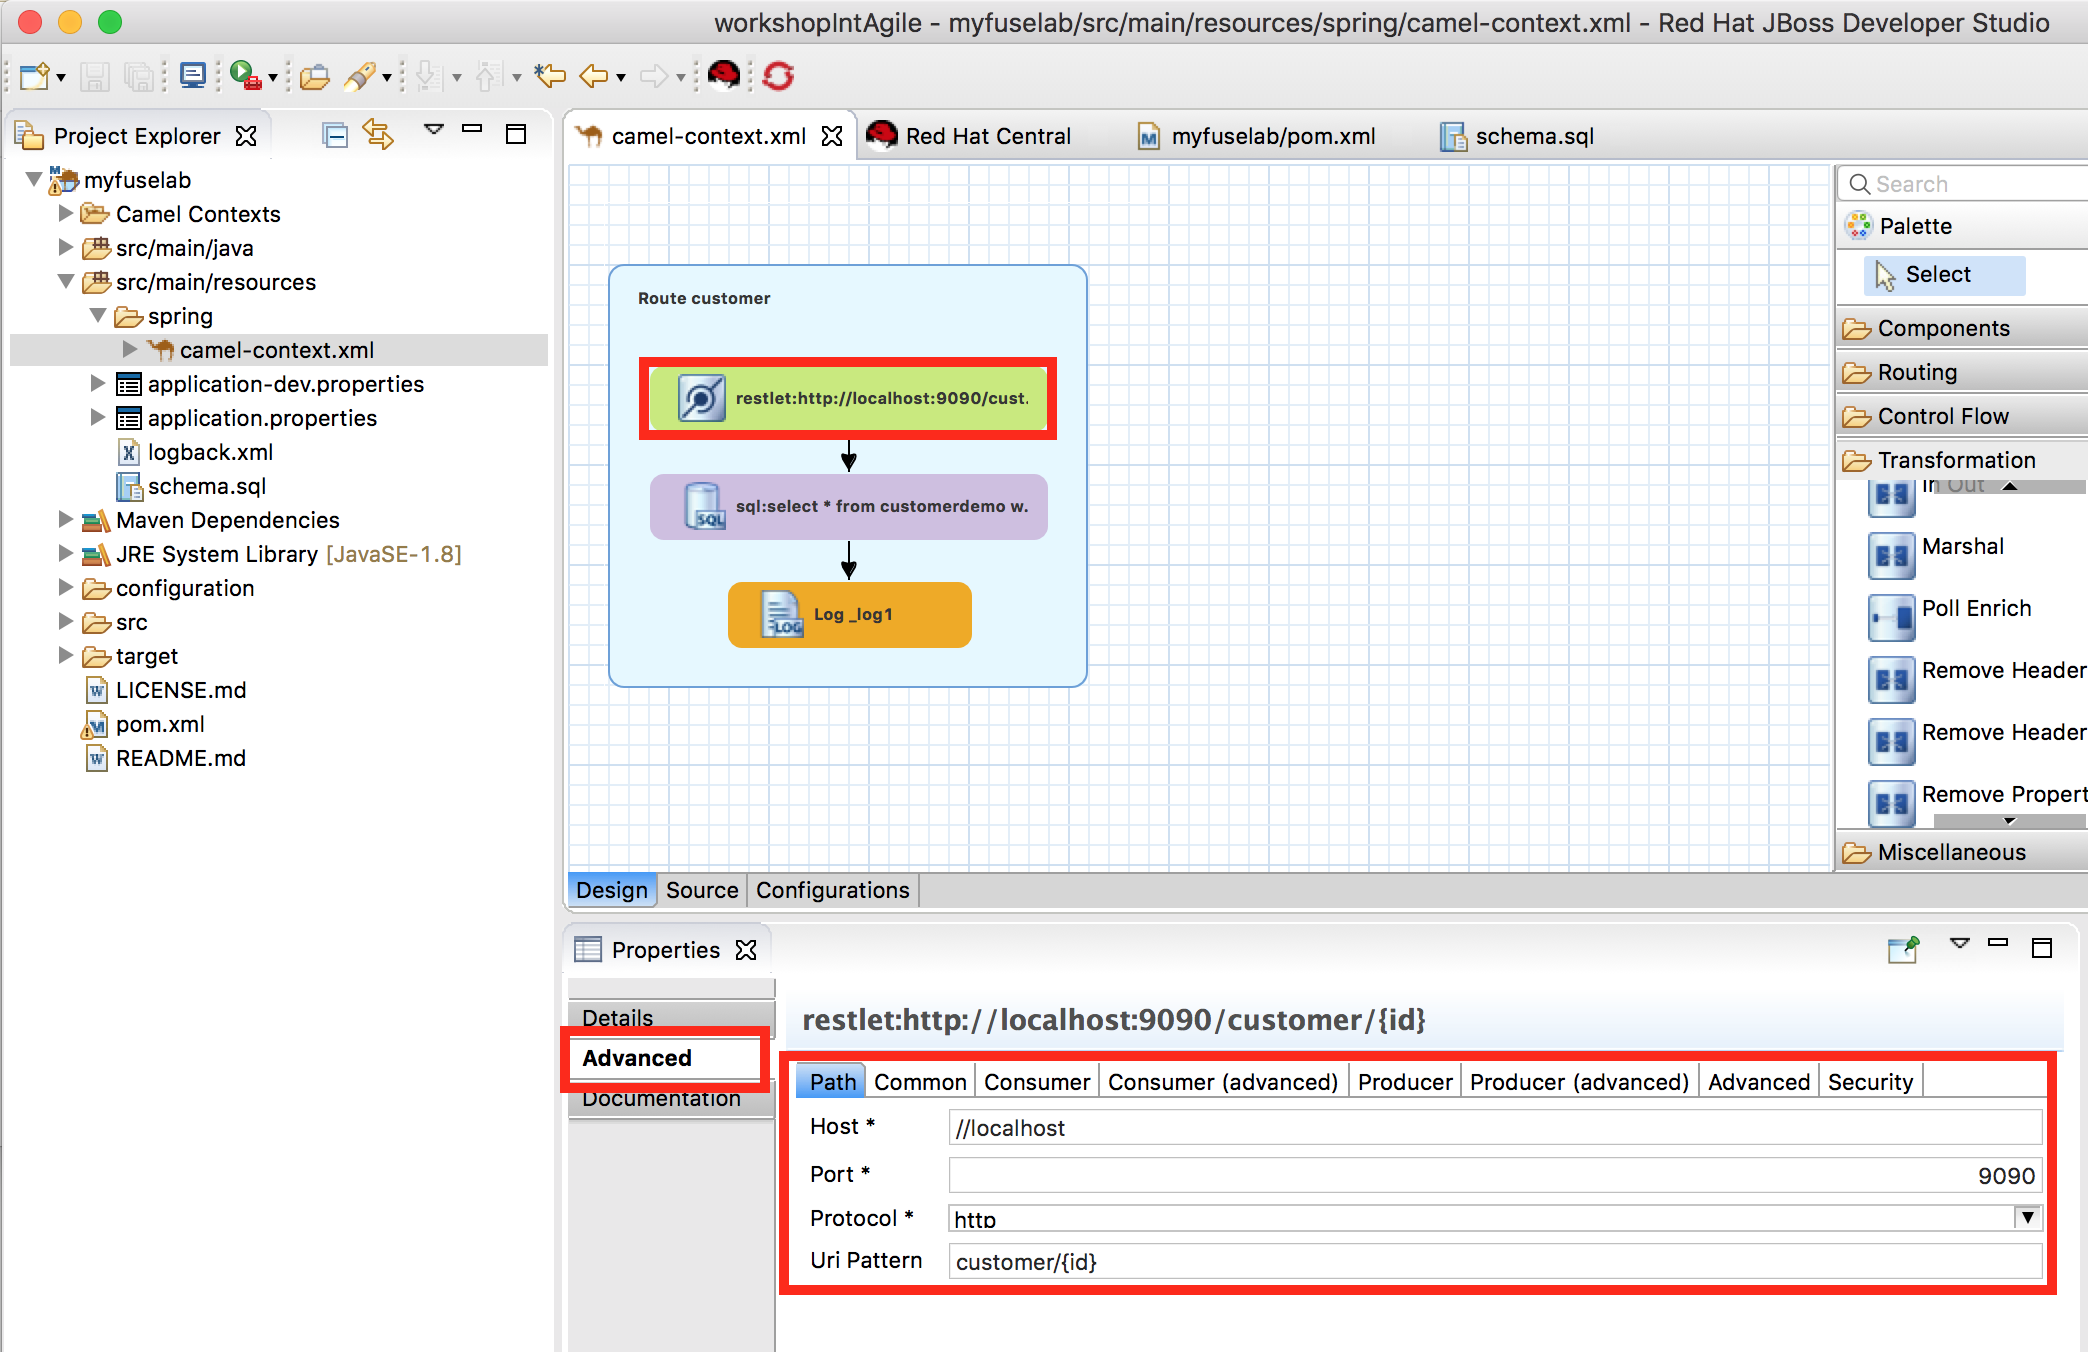 workshopIntAgile - myfuselab/src/main/resources/spring/camel-context.xml - Red Hat JBoss Developer Studio
Project Explorer
myfuselab
Camel Contexts
src/main/java
src/main/resources
spring
camel-context.xml
application-dev.properties
application.properties
logback.xml
schema.sql
Maven Dependencies
JRE System Library [JavaSE-1.8]
configuration
src
target
LICENSE.md
pom.xml
README.md
camel-context.xml
Red Hat Central
myfuselab/pom.xml
schema.sql
Route customer
restlet:http://localhost:9090/cust.
sql:select * from customerdemo w.
SQL
Log _log1
LOG
Search
Palette
Select
Components
Routing
Control Flow
Transformation
In Out
Marshal
Poll Enrich
Remove Header
Remove Header
Remove Propert
Miscellaneous
Design Source Configurations
Properties
Details
Advanced
Documentation
restlet:http://localhost:9090/customer/{id}
Path Common Consumer Consumer (advanced) Producer Producer (advanced) Advanced Security
Host * //localhost
Port * 9090
Protocol * http
Uri Pattern customer/{id}